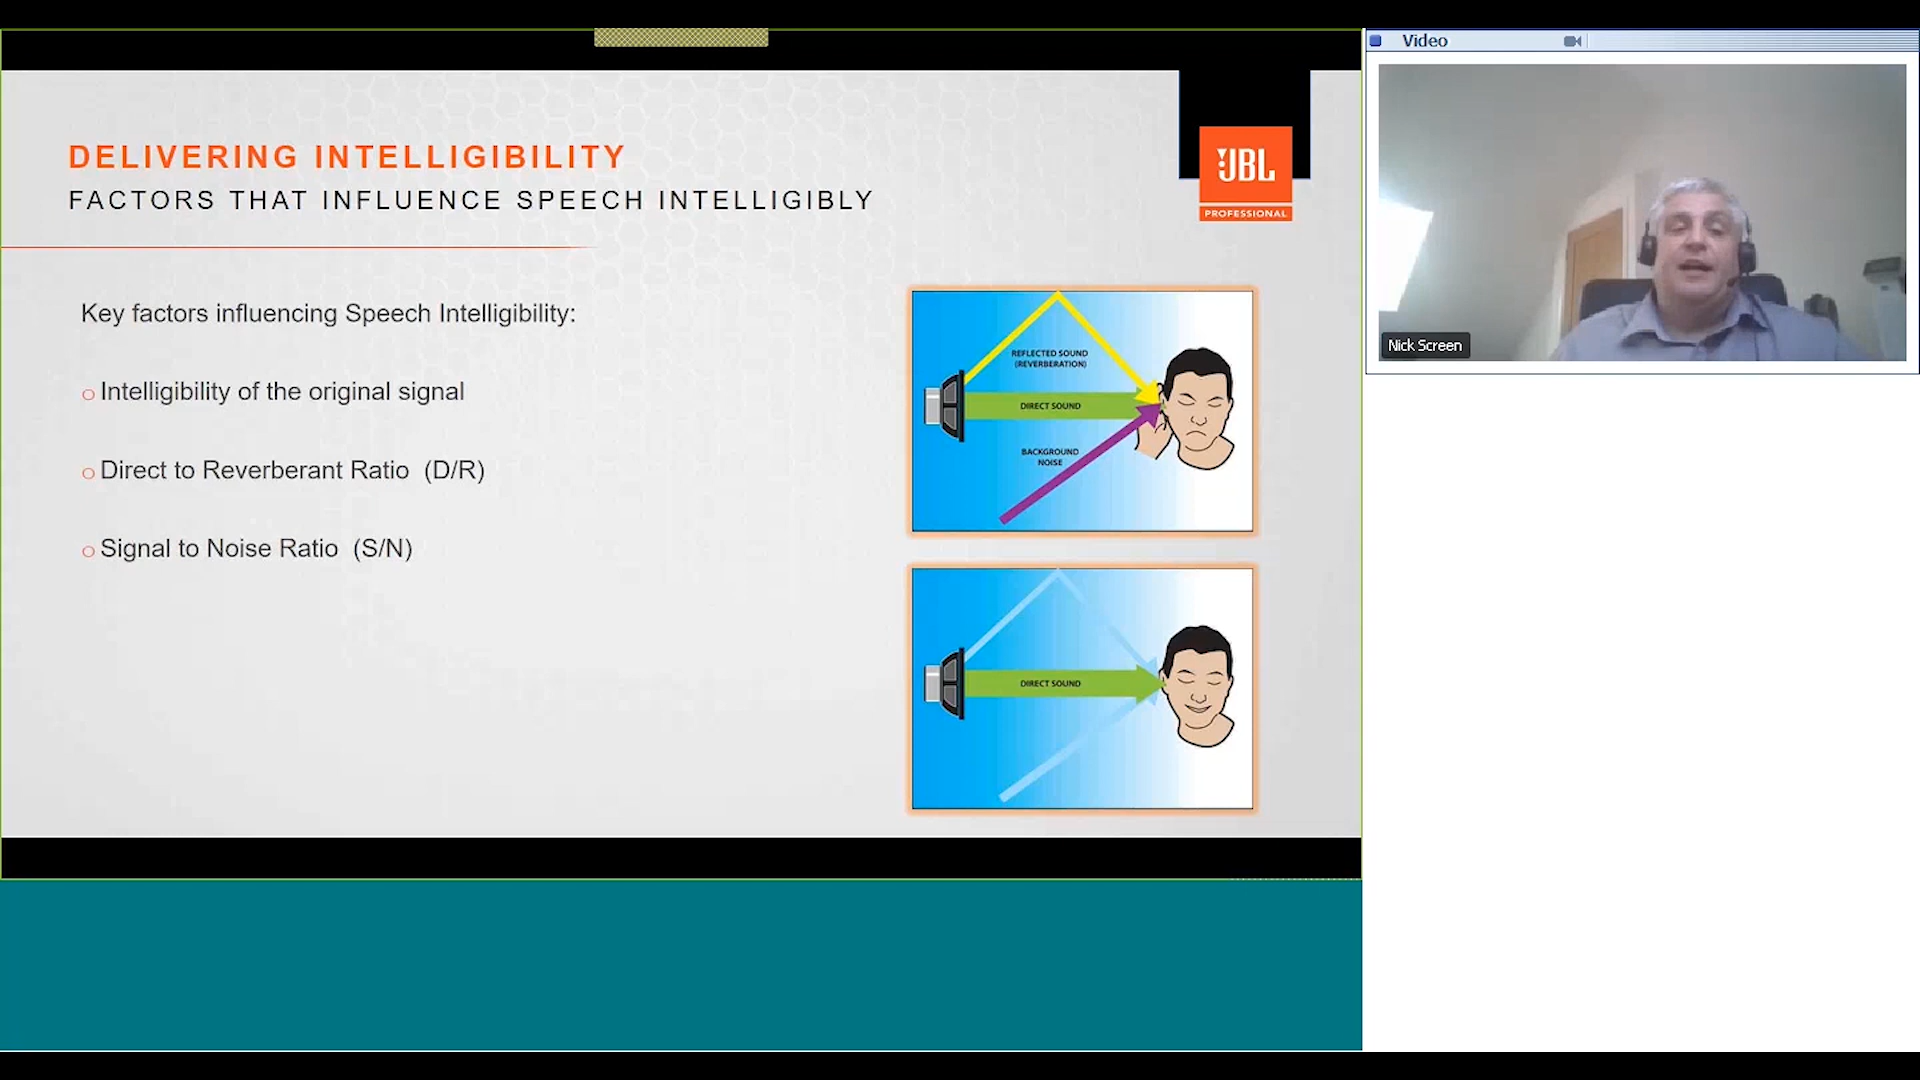 DELIVERING INTELLIGIBILITY
FACTORS THAT INFLUENCE SPEECH INTELLIGIBLY
JBL
PROFESSIONAL
Key factors influencing Speech Intelligibility:
o Intelligibility of the original signal
o Direct to Reverberant Ratio (D/R)
o Signal to Noise Ratio (S/N)
REFLECTED SOUND
(REVERBERATION)
DIRECT SOUND
BACKGROUND
NOISE
DIRECT SOUND
Video
Nick Screen